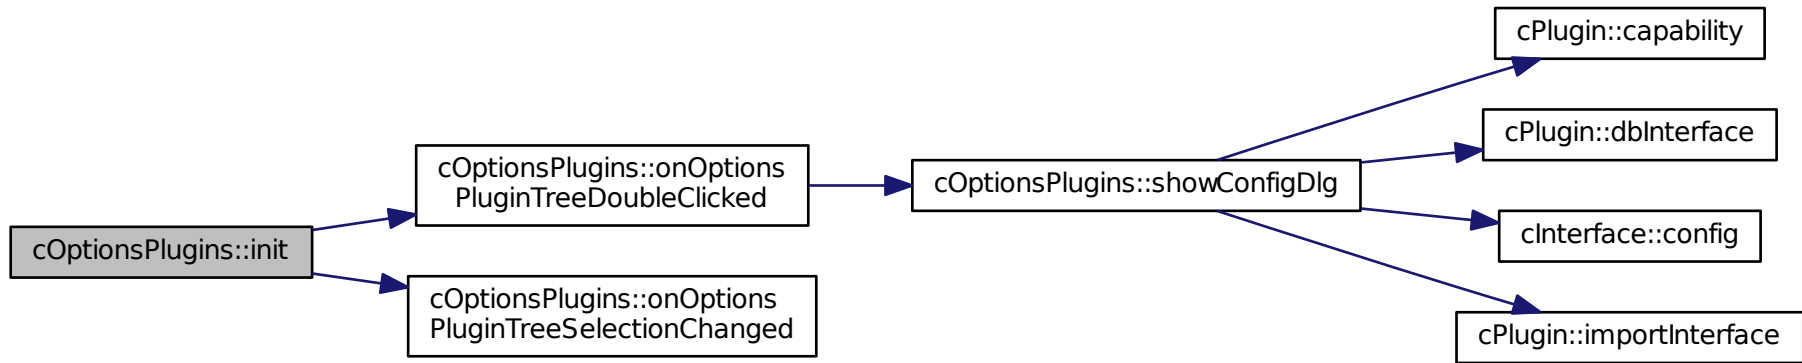 cOptionsPlugins::init
cOptionsPlugins::onOptions
PluginTreeDoubleClicked
cOptionsPlugins::onOptions
PluginTreeSelectionChanged
cOptionsPlugins::showConfigDlg
cPlugin::capability
cPlugin::dbInterface
cInterface::config
cPlugin::importInterface